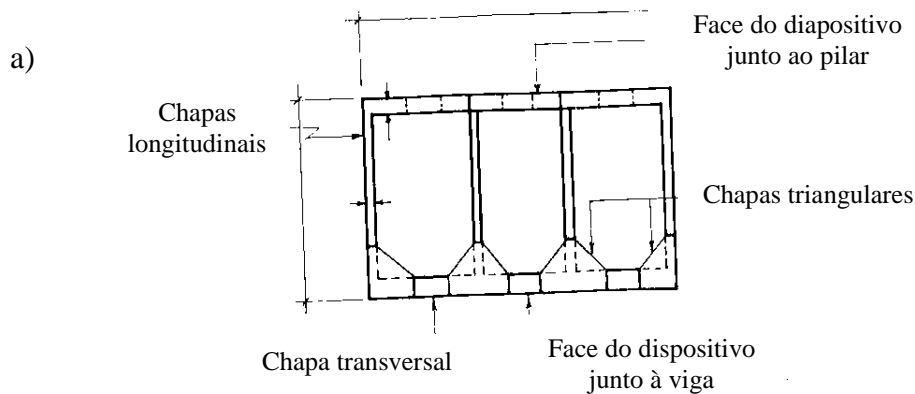 Face do diapositivo
junto ao pilar
a)
Chapas
longitudinais
Chapas triangulares
Chapa transversal
Face do dispositivo
junto à viga